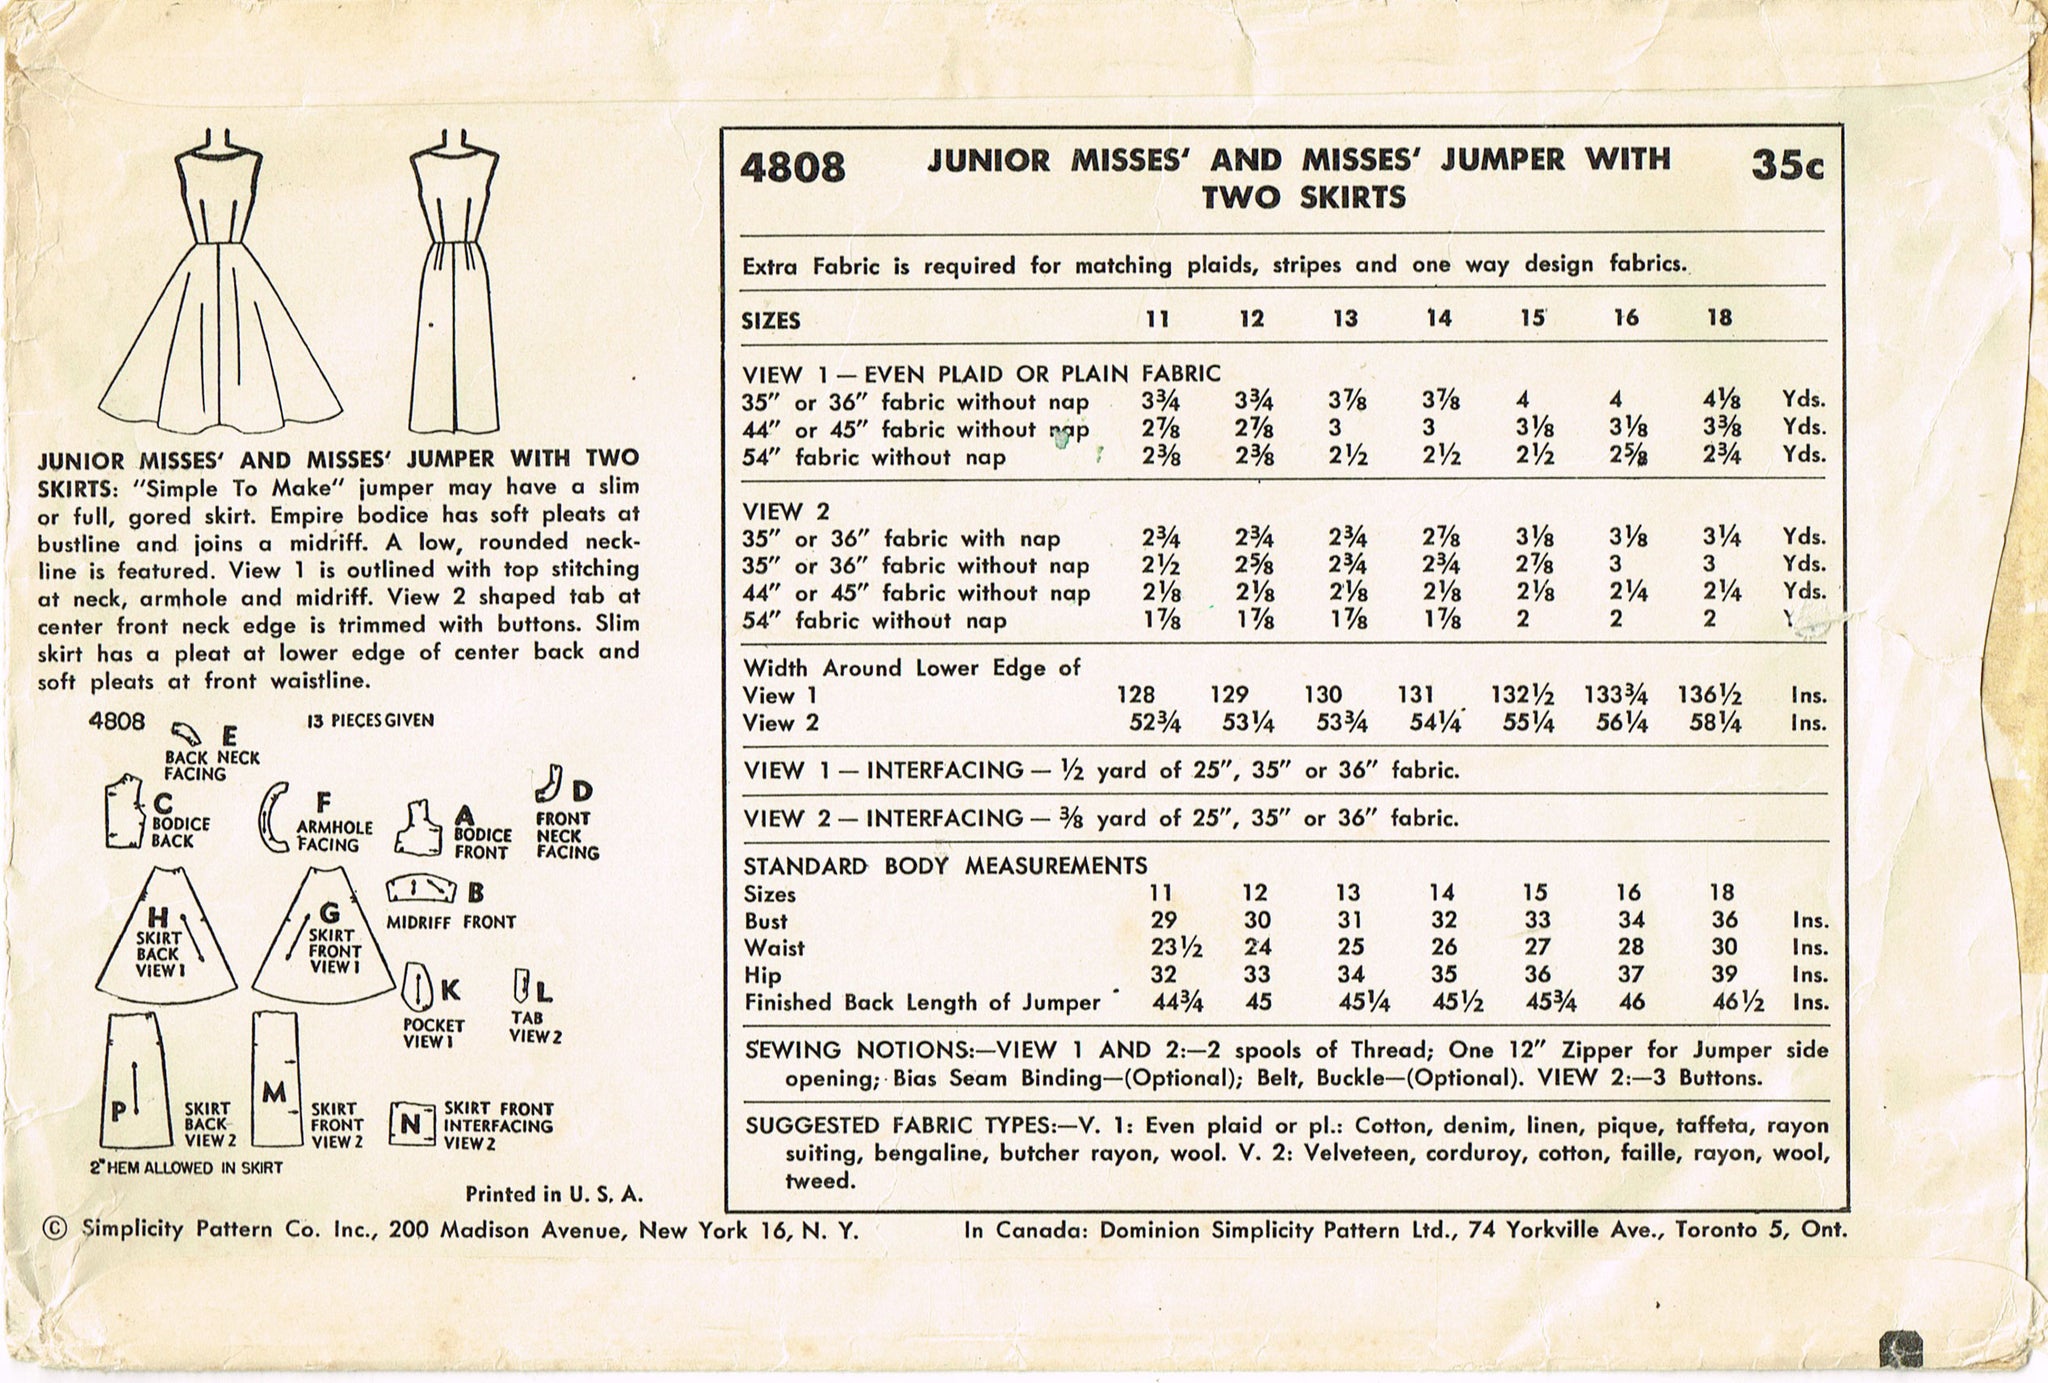 JUNIOR MISSES' AND MISSES' JUMPER WITH TWO
SKIRTS: "Simple To Make" jumper may have a slim
or full, gored skirt. Empire bodice has soft pleats at
bustline and joins a midriff. A low, rounded neck-
line is featured. View 1 is outlined with top stitching
at neck, armhole and midriff. View 2 shaped tab at
center front neck edge is trimmed with buttons. Slim
skirt has a pleat at lower edge of center back and
soft pleats at front waistline.
4808 13 PIECES GIVEN
E
BACK NECK
FACING
C
BODICE
BACK
F
ARMHOLE
FACING
A
BODICE
FRONT
D
FRONT
NECK
FACING
H
SKIRT
BACK
VIEW 1
G
SKIRT
FRONT
VIEW 1
B
MIDRIFF FRONT
K
POCKET
VIEW 1
L
TAB
VIEW 2
P
SKIRT
BACK
VIEW 2
M
SKIRT
FRONT
VIEW 2
N
SKIRT FRONT
INTERFACING
VIEW 2
2" HEM ALLOWED IN SKIRT
Printed in U. S. A.
4808 JUNIOR MISSES' AND MISSES' JUMPER WITH 35c
TWO SKIRTS
Extra Fabric is required for matching plaids, stripes and one way design fabrics.
SIZES 11 12 13 14 15 16 18
VIEW 1 — EVEN PLAID OR PLAIN FABRIC
35" or 36" fabric without nap 3¾ 3¾ 3⅞ 3⅞ 4 4 4⅛ Yds.
44" or 45" fabric without nap 2⅞ 2⅞ 3 3 3⅛ 3⅛ 3⅜ Yds.
54" fabric without nap 2⅜ 2⅜ 2½ 2½ 2½ 2⅝ 2¾ Yds.
VIEW 2
35" or 36" fabric with nap 2¾ 2¾ 2¾ 2⅞ 3⅛ 3⅛ 3¼ Yds.
35" or 36" fabric without nap 2½ 2⅝ 2¾ 2¾ 2⅞ 3 3 Yds.
44" or 45" fabric without nap 2⅛ 2⅛ 2⅛ 2⅛ 2⅛ 2¼ 2¼ Yds.
54" fabric without nap 1⅞ 1⅞ 1⅞ 1⅞ 2 2 2
Width Around Lower Edge of
View 1 128 129 130 131 132½ 133¾ 136½ Ins.
View 2 52¾ 53¼ 53¾ 54¼ 55¼ 56¼ 58¼ Ins.
VIEW 1 — INTERFACING — ½ yard of 25", 35" or 36" fabric.
VIEW 2 — INTERFACING — ⅜ yard of 25", 35" or 36" fabric.
STANDARD BODY MEASUREMENTS
Sizes 11 12 13 14 15 16 18
Bust 29 30 31 32 33 34 36 Ins.
Waist 23½ 24 25 26 27 28 30 Ins.
Hip 32 33 34 35 36 37 39 Ins.
Finished Back Length of Jumper 44¾ 45 45¼ 45½ 45¾ 46 46½ Ins.
SEWING NOTIONS:—VIEW 1 AND 2:—2 spools of Thread; One 12" Zipper for Jumper side
opening; Bias Seam Binding—(Optional); Belt, Buckle—(Optional). VIEW 2:—3 Buttons.
SUGGESTED FABRIC TYPES:—V. 1: Even plaid or pl.: Cotton, denim, linen, pique, taffeta, rayon
suiting, bengaline, butcher rayon, wool. V. 2: Velveteen, corduroy, cotton, faille, rayon, wool,
tweed.
© Simplicity Pattern Co. Inc., 200 Madison Avenue, New York 16, N. Y. In Canada: Dominion Simplicity Pattern Ltd., 74 Yorkville Ave., Toronto 5, Ont.